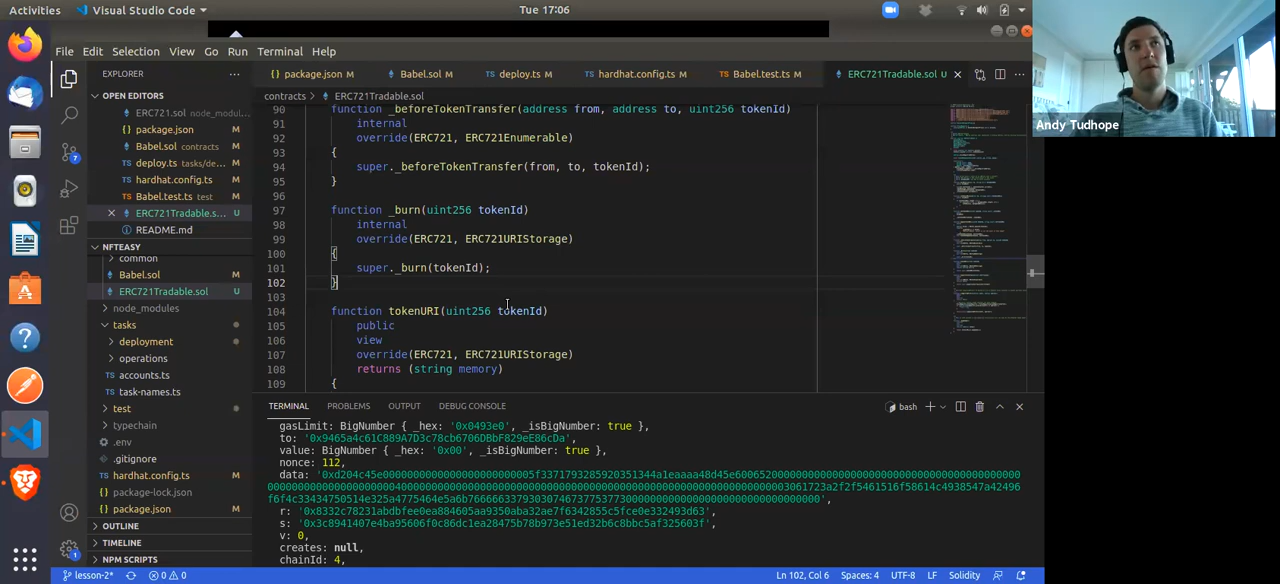 Activities Visual Studio Code Tue 17:06
File Edit Selection View Go Run Terminal Help
EXPLORER
OPEN EDITORS
ERC721.sol node_modul...
package.json M
Babel.sol contracts M
deploy.ts tasks/de... M
hardhat.config.ts M
Babel.test.ts test M
ERC721Tradable.s... U
README.md
NFTEASY
common
Babel.sol M
ERC721Tradable.sol U
node_modules
tasks
deployment
operations
accounts.ts
task-names.ts
test
typechain
.env
.gitignore
hardhat.config.ts M
package-lock.json
package.json M
OUTLINE
TIMELINE
NPM SCRIPTS
package.json M Babel.sol M TS deploy.ts M TS hardhat.config.ts M TS Babel.test.ts M ERC721Tradable.sol U
contracts > ERC721Tradable.sol
90 function _beforeTokenTransfer(address from, address to, uint256 tokenId)
91 internal
92 override(ERC721, ERC721Enumerable)
93 {
94 super._beforeTokenTransfer(from, to, tokenId);
95 }
96
97 function _burn(uint256 tokenId)
98 internal
99 override(ERC721, ERC721URIStorage)
100 {
101 super._burn(tokenId);
102 }
103
104 function tokenURI(uint256 tokenId)
105 public
106 view
107 override(ERC721, ERC721URIStorage)
108 returns (string memory)
109 {
TERMINAL PROBLEMS OUTPUT DEBUG CONSOLE bash
gasLimit: BigNumber { _hex: '0x0493e0', _isBigNumber: true },
to: '0x9465a4c61C889A7D3c78cb6706DBbF829eE86cDa',
value: BigNumber { _hex: '0x00', _isBigNumber: true },
nonce: 112,
data:
r: '0x8332c78231abdbfee0ea884605aa9350aba32ae7f6342855c5fce0e332493d63',
s: '0x3c8941407e4ba95606f0c86dc1ea28475b78b973e51ed32b6c8bbc5af325603f',
v: 0,
creates: null,
chainId: 4,
lesson-2* 0 0 Ln 102, Col 6 Spaces: 4 UTF-8 LF Solidity
Andy Tudhope